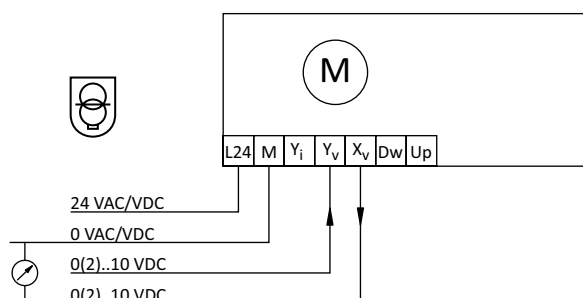 M
L24 M Yi Yv Xv Dw Up
24 VAC/VDC
0 VAC/VDC
0(2)..10 VDC
0(2)..10 VDC